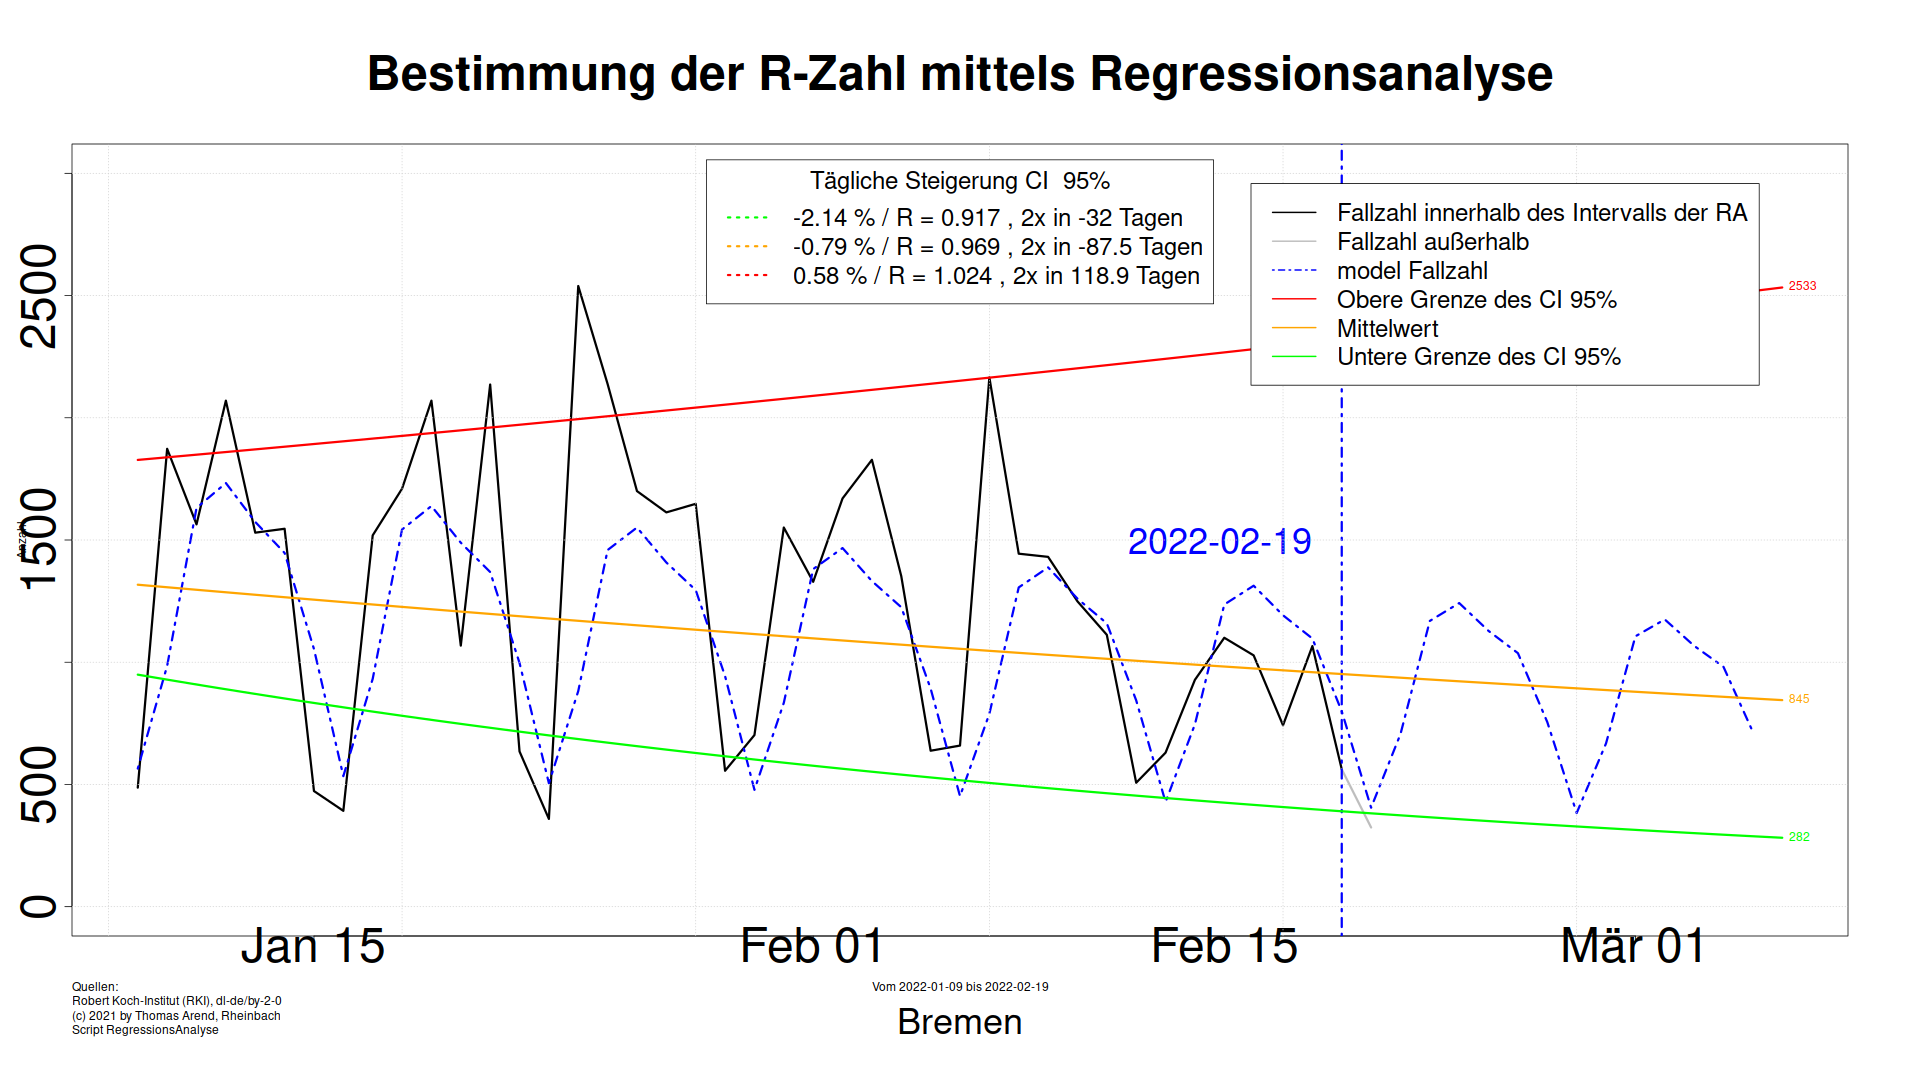 Bestimmung der R-Zahl mittels Regressionsanalyse
Tägliche Steigerung CI 95%
-2.14 % / R = 0.917 , 2x in -32 Tagen
-0.79 % / R = 0.969 , 2x in -87.5 Tagen
0.58 % / R = 1.024 , 2x in 118.9 Tagen
Fallzahl innerhalb des Intervalls der RA
Fallzahl außerhalb
model Fallzahl
Obere Grenze des CI 95%
Mittelwert
Untere Grenze des CI 95%
2533
2500
1500
Anzahl
2022-02-19
845
500
282
0
Jan 15
Feb 01
Feb 15
Mär 01
Quellen:
Robert Koch-Institut (RKI), dl-de/by-2-0
(c) 2021 by Thomas Arend, Rheinbach
Script RegressionsAnalyse
Vom 2022-01-09 bis 2022-02-19
Bremen